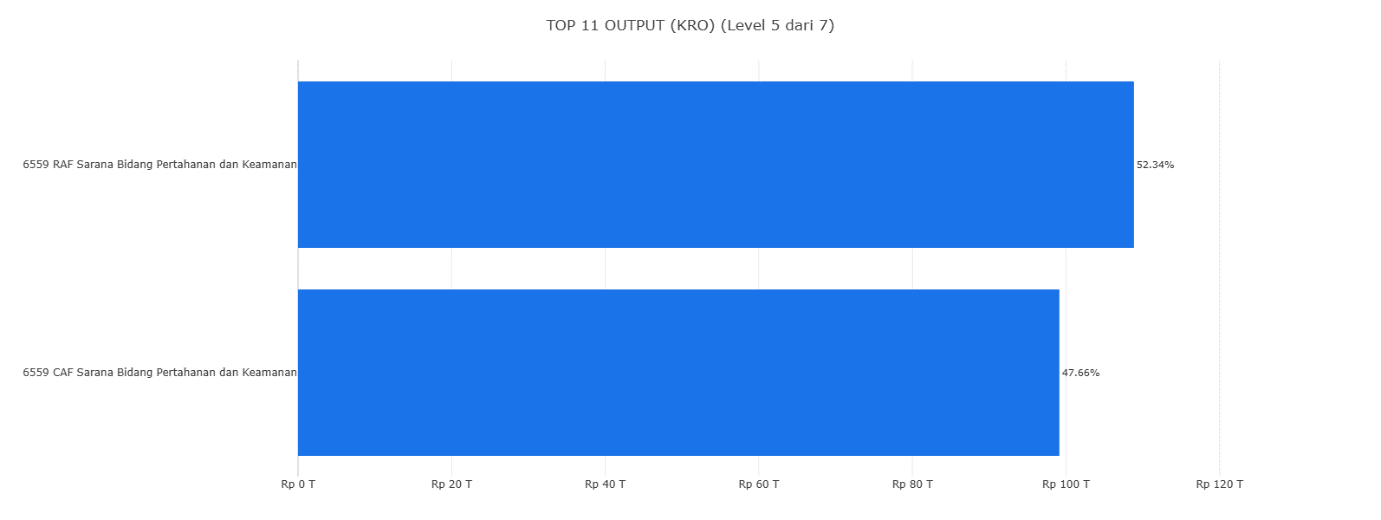 TOP 11 OUTPUT (KRO) (Level 5 dari 7)
6559 RAF Sarana Bidang Pertahanan dan Keamanan
52.34%
6559 CAF Sarana Bidang Pertahanan dan Keamanan
47.66%
Rp 0 T
Rp 20 T
Rp 40 T
Rp 60 T
Rp 80 T
Rp 100 T
Rp 120 T